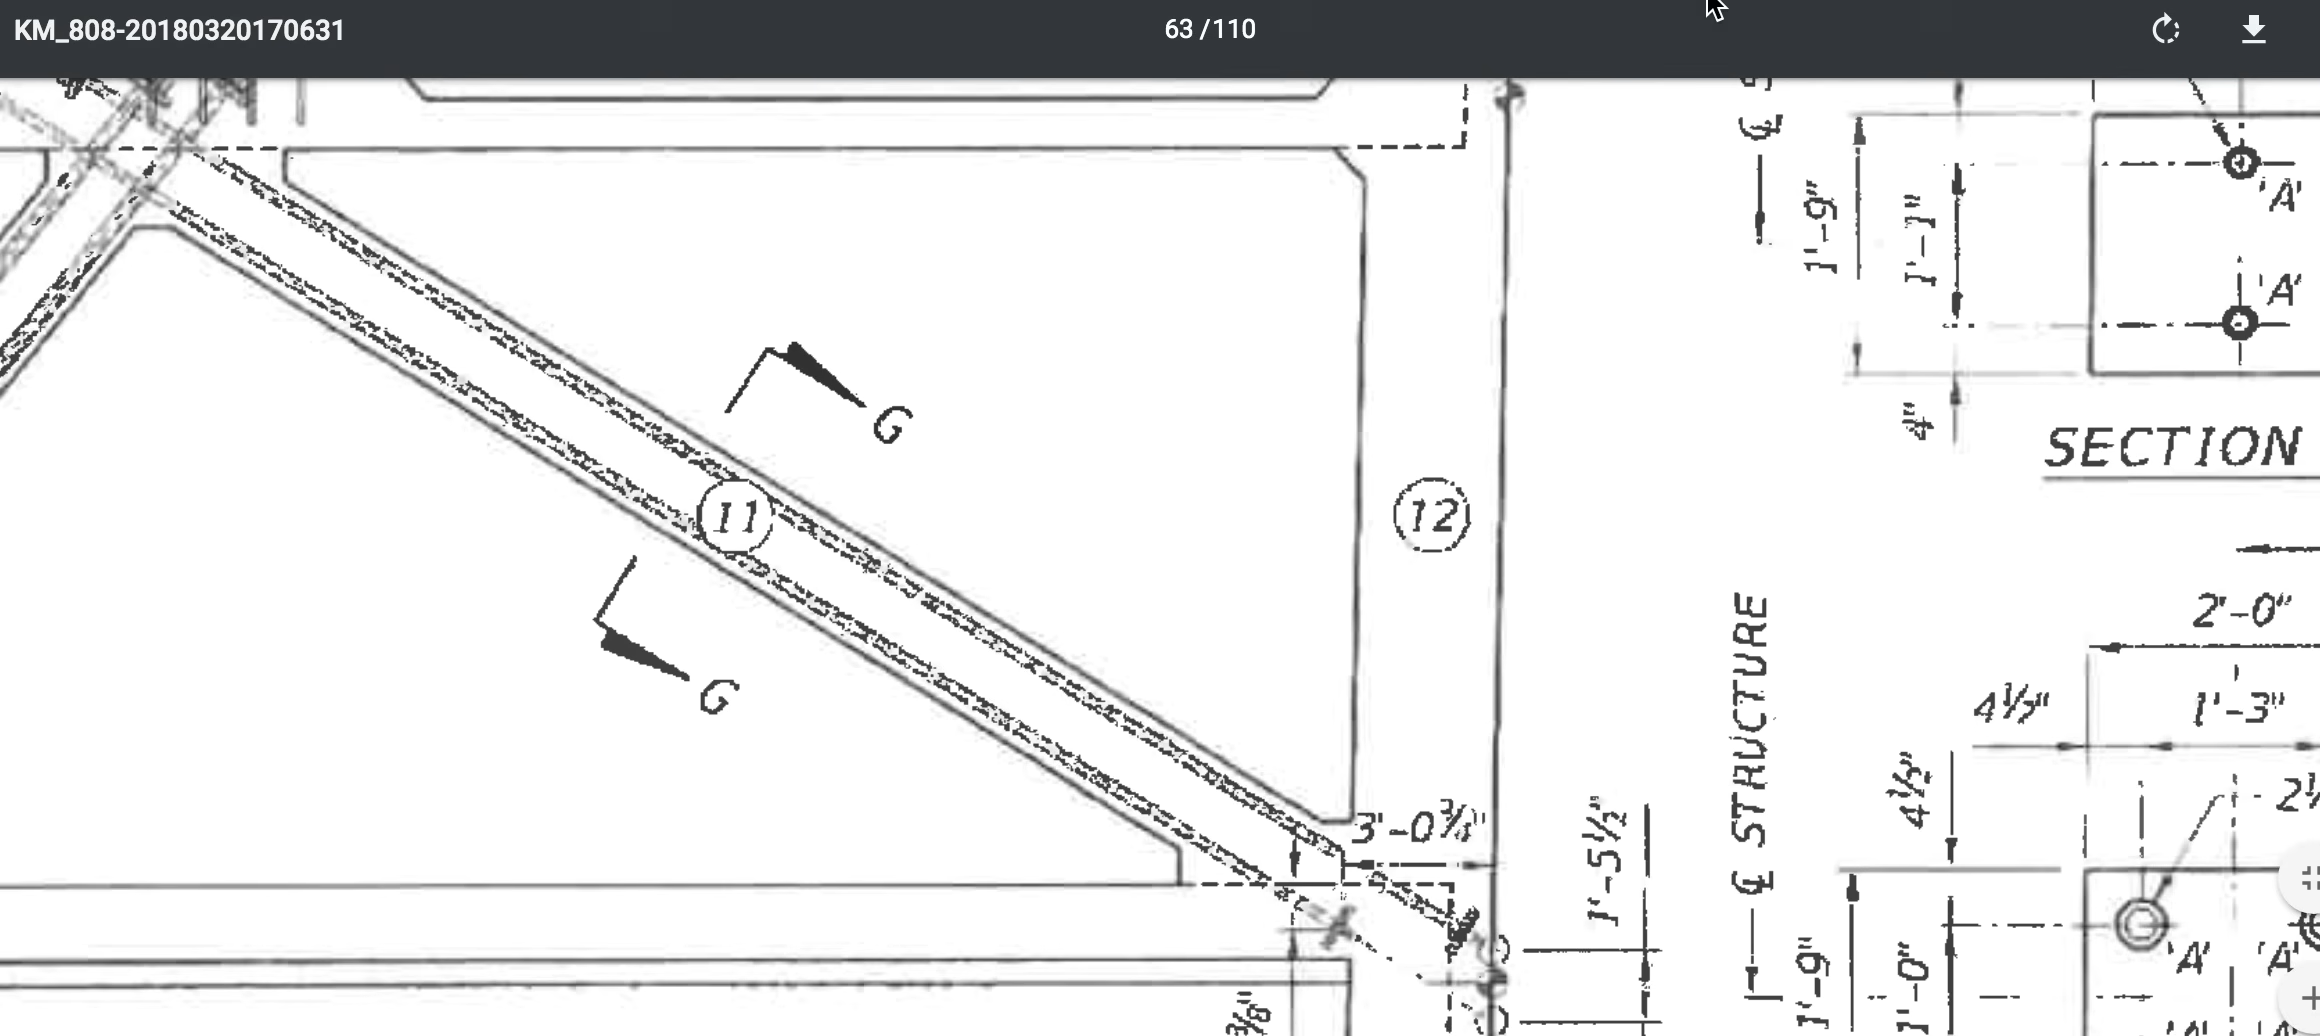 KM_808-20180320170631
63 / 110
℄
1'-9"
1'-1"
'A'
'A'
4"
SECTION
G
11
G
12
2'-0"
4½"
1'-3"
4½"
℄ STRUCTURE
3'-0¾"
1'-5½"
1'-9"
1'-0"
'A'
'A'